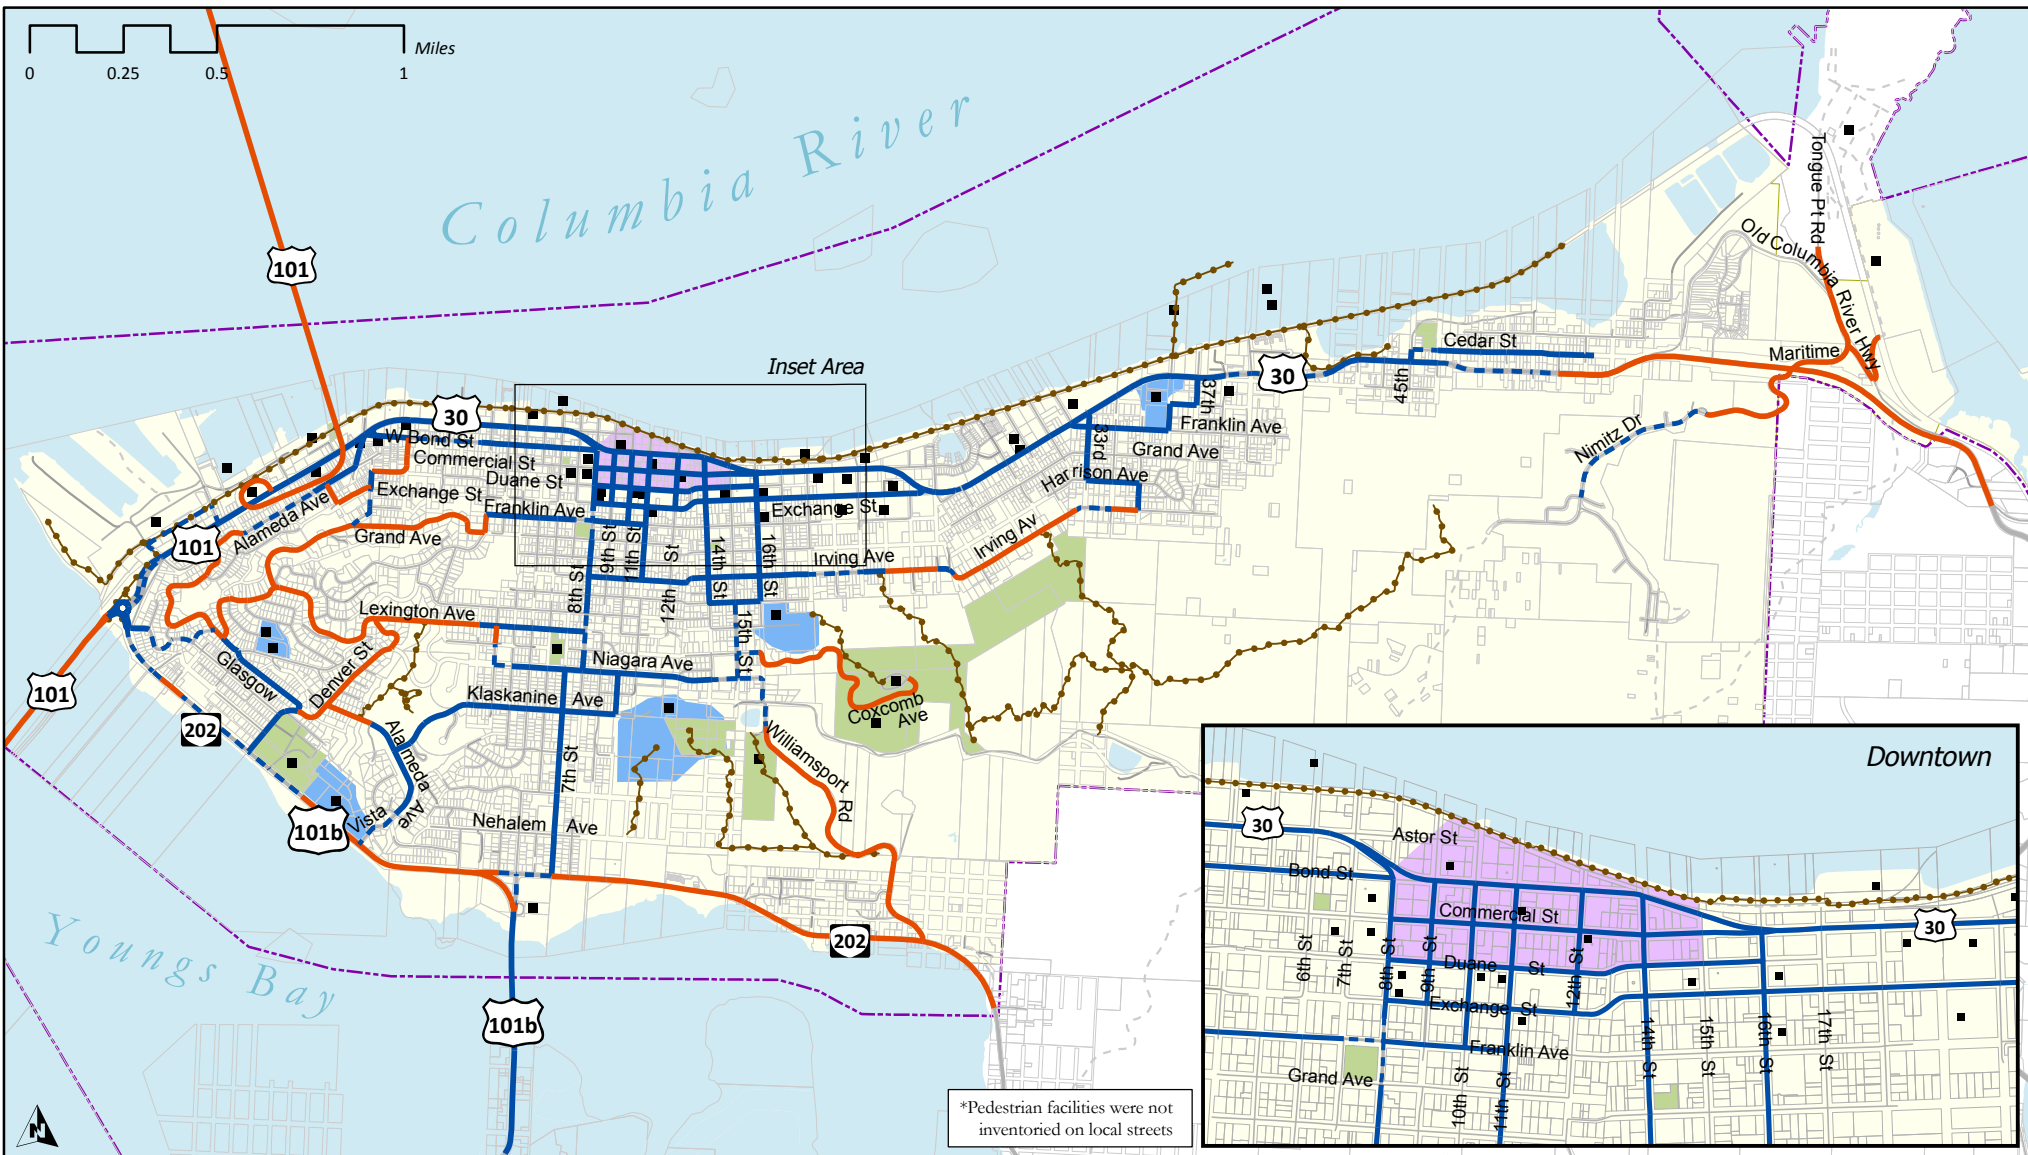 Miles
0 0.25 0.5 1
Columbia River
101
Tongue Pt Rd
Old Columbia River Hwy
Maritime
Inset Area
30
30
Cedar St
45th
37th
33rd
Franklin Ave
Grand Ave
Harrison Ave
Nimitz Dr
W Bond St
Commercial St
Duane St
Exchange St
Franklin Ave
Exchange St
Alameda Ave
101
Grand Ave
9th St
11th St
12th St
14th St
16th St
Irving Ave
Irving Av
8th St
15th St
Lexington Ave
Niagara Ave
Glasgow
Denver St
Klaskanine Ave
Coxcomb Ave
101
202
Alameda Ave
7th St
Williamsport Rd
101b
Vista
Nehalem Ave
202
Youngs Bay
101b
*Pedestrian facilities were not
inventoried on local streets
N
Downtown
30
Astor St
Bond St
Commercial St
30
6th St
7th St
8th St
9th St
Duane St
12th St
Exchange St
Franklin Ave
Grand Ave
10th St
11th St
14th St
15th St
16th St
17th St